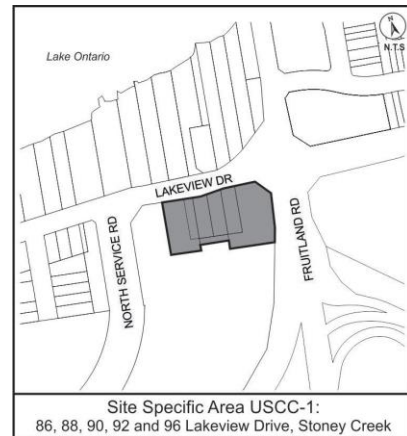 N
N.T.S
Lake Ontario
LAKEVIEW DR
NORTH SERVICE RD
FRUITLAND RD
Site Specific Area USCC-1:
86, 88, 90, 92 and 96 Lakeview Drive, Stoney Creek